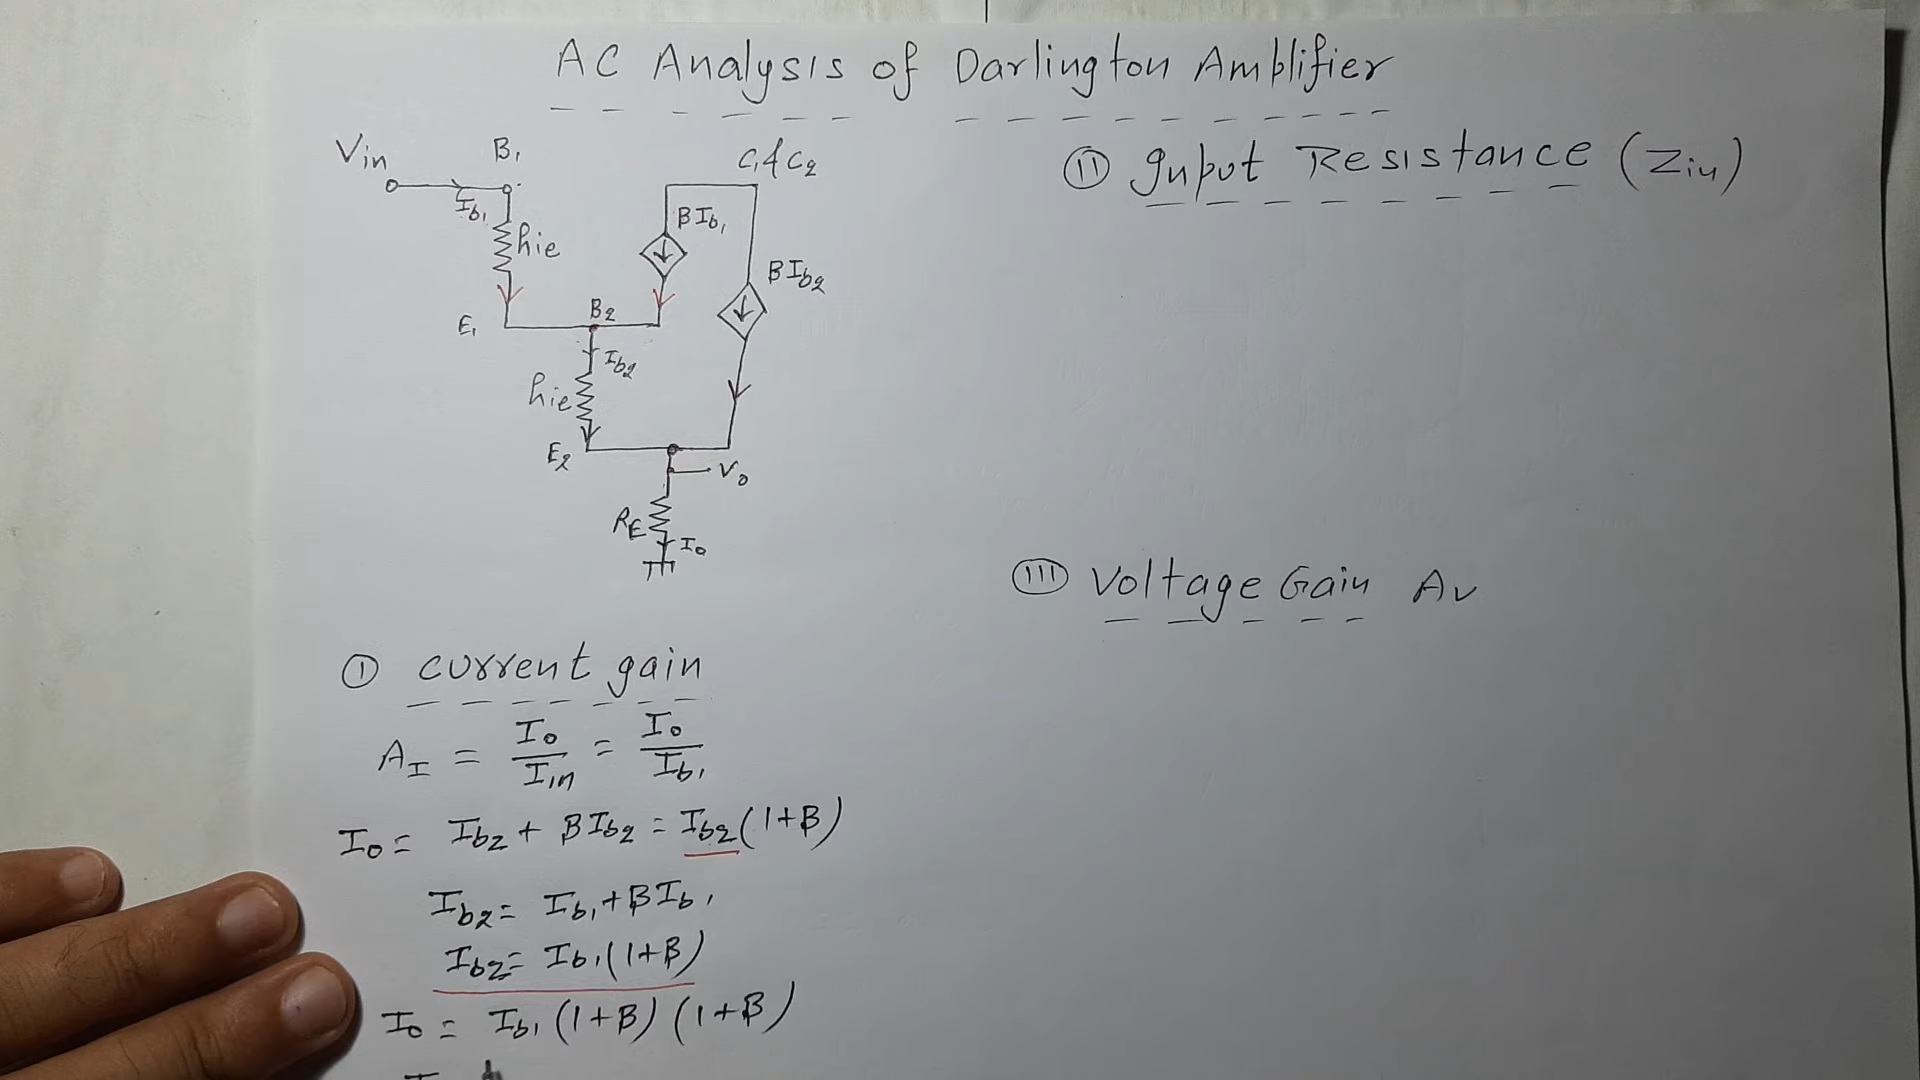 AC Analysis of Darlington Amplifier
Vin
B1
C1 & C2
Ib1
hie
βIb1
βIb2
E1
B2
Ib2
hie
E2
Vo
RE
Io
① current gain
AI = Io/Iin = Io/Ib1
Io = Ib2 + βIb2 = Ib2(1+β)
Ib2 = Ib1 + βIb1
Ib2 = Ib1(1+β)
Io = Ib1(1+β)(1+β)
(II) Input Resistance (Zin)
(III) Voltage Gain Av